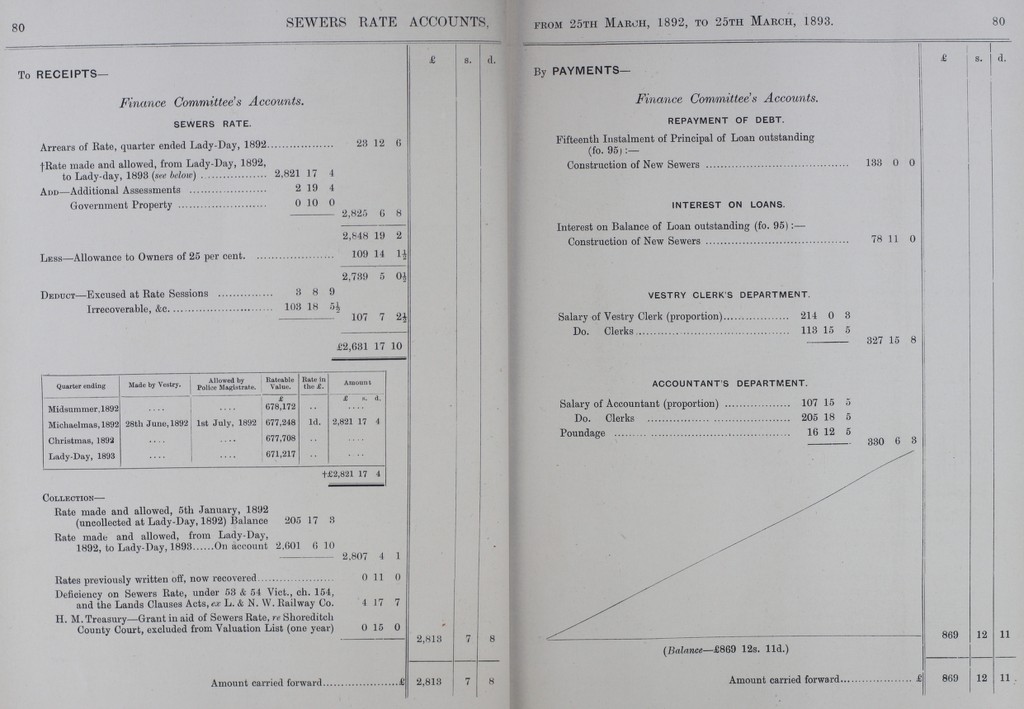 80
SEWERS RATE ACCOUNTS,
£ s. d.
To RECEIPTS—
Finance Committee's Accounts.
SEWERS RATE.
Arrears of Rate, quarter ended Lady-Day, 1892.................. 23 12 6
†Rate made and allowed, from Lady-Day, 1892,
to Lady-day, 1893 (see below) .................. 2,821 17 4
ADD—Additional Assessments ..................... 2 19 4
Government Property ........................ 0 10 0
2,825 6 8
2,848 19 2
LESS—Allowance to Owners of 25 per cent. ..................... 109 14 1½
2,739 5 0½
DEDUCT—Excused at Rate Sessions ............... 3 8 9
Irrecoverable, &c........................... 103 18 5½
107 7 2½
£2,631 17 10
Quarter ending Made by Vestry. Allowed by Police Magistrate. Rateable Value. Rate in the £. Amount
£ £ s. d.
Midsummer, 1892 .... .... 678,172 .. ....
Michaelmas, 1892 28th June, 1892 1st July, 1892 677,248 1d. 2,821 17 4
Christmas, 1892 .... .... 677,708 .. ....
Lady-Day, 1893 .... .... 671,217 .. ....
†£2,821 17 4
COLLECTION—
Rate made and allowed, 5th January, 1892
(uncollected at Lady-Day, 1892) Balance 205 17 3
Rate made and allowed, from Lady-Day,
1892, to Lady-Day, 1893......On account 2,601 6 10
2,807 4 1
Rates previously written off, now recovered..................... 0 11 0
Deficiency on Sewers Rate, under 53 & 54 Vict., ch. 154,
and the Lands Clauses Acts, ex L. & N. W. Railway Co. 4 17 7
H. M. Treasury—Grant in aid of Sewers Rate, re Shoreditch
County Court, excluded from Valuation List (one year) 0 15 0
2,813 7 8
Amount carried forward.....................£ 2,813 7 8
FROM 25TH MARCH, 1892, TO 25TH MARCH, 1893.
80
£ s. d.
By PAYMENTS—
Finance Committee's Accounts.
REPAYMENT OF DEBT.
Fifteenth Instalment of Principal of Loan outstanding
(fo. 95):—
Construction of New Sewers ....................................... 133 0 0
INTEREST ON LOANS.
Interest on Balance of Loan outstanding (fo. 95):—
Construction of New Sewers ....................................... 78 11 0
VESTRY CLERK'S DEPARTMENT.
Salary of Vestry Clerk (proportion).................. 214 0 3
Do. Clerks.......................................... 113 15 5
327 15 8
ACCOUNTANT'S DEPARTMENT.
Salary of Accountant (proportion) .................. 107 15 5
Do. Clerks ....................................... 205 18 5
Poundage ................................................ 16 12 5
330 6 3
869 12 11
(Balance—£869 12s. 11d.)
Amount carried forward..................... £ 869 12 11